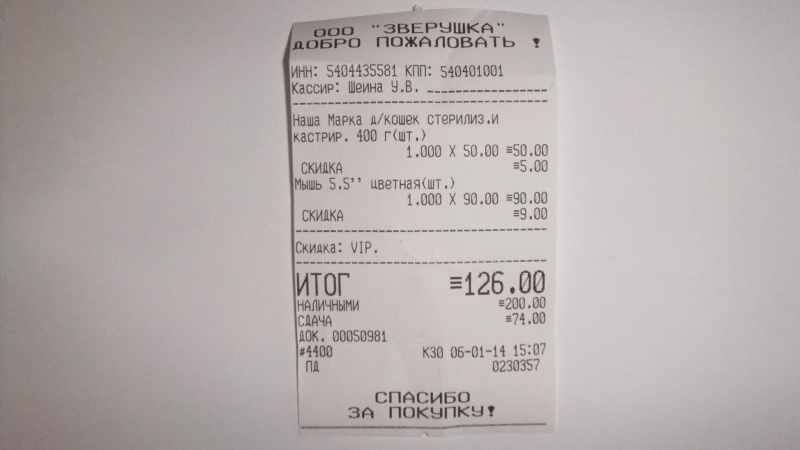 ООО "ЗВЕРУШКА"
ДОБРО ПОЖАЛОВАТЬ !
ИНН: 5404435581 КПП: 540401001
Кассир: Шеина У.В.
Наша Марка д/кошек стерилиз.и
кастрир. 400 г(шт.)
1.000 X 50.00 ≡50.00
СКИДКА ≡5.00
Мышь 5.5'' цветная(шт.)
1.000 X 90.00 ≡90.00
СКИДКА ≡9.00
Скидка: VIP.
ИТОГ ≡126.00
НАЛИЧНЫМИ ≡200.00
СДАЧА ≡74.00
ДОК. 00050981
#4400 К30 06-01-14 15:07
ПД 0230357
СПАСИБО
ЗА ПОКУПКУ!